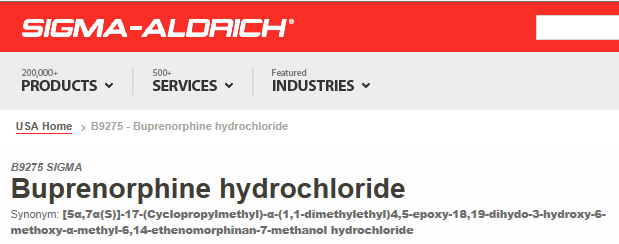 SIGMA-ALDRICH®
200,000+ 500+ Featured
PRODUCTS SERVICES INDUSTRIES
USA Home › B9275 - Buprenorphine hydrochloride
B9275 SIGMA
Buprenorphine hydrochloride
Synonym: [5α,7α(S)]-17-(Cyclopropylmethyl)-α-(1,1-dimethylethyl)4,5-epoxy-18,19-dihydo-3-hydroxy-6-
methoxy-α-methyl-6,14-ethenomorphinan-7-methanol hydrochloride